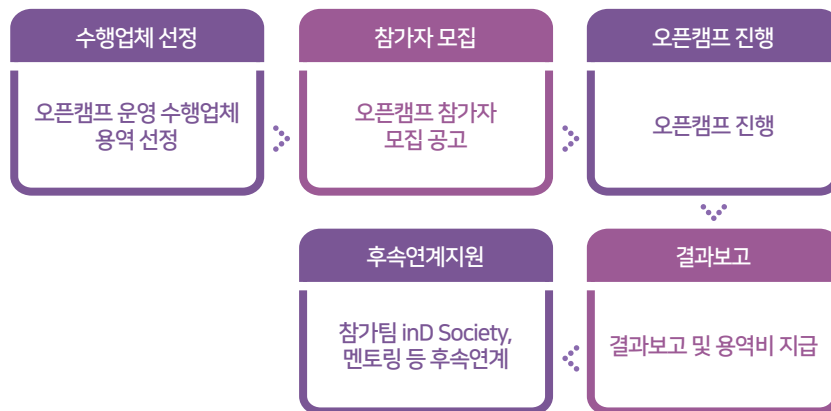 수행업체 선정
오픈캠프 운영 수행업체
용역 선정
참가자 모집
오픈캠프 참가자
모집 공고
오픈캠프 진행
오픈캠프 진행
결과보고
결과보고 및 용역비 지급
후속연계지원
참가팀 inD Society,
멘토링 등 후속연계